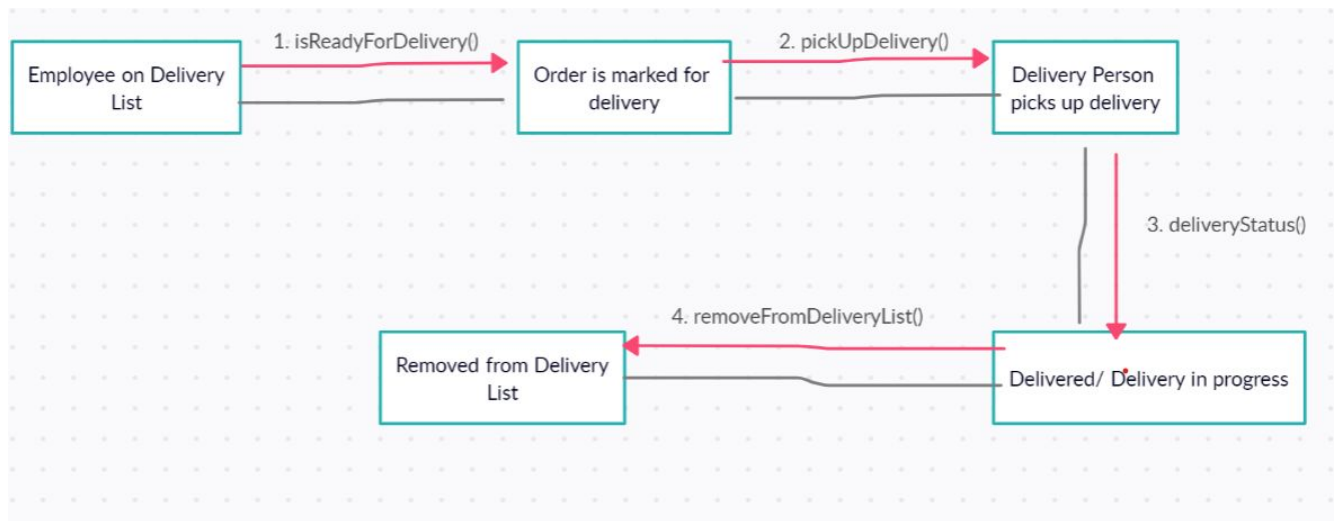 1. isReadyForDelivery()
2. pickUpDelivery()
Employee on Delivery
List
Order is marked for
delivery
Delivery Person
picks up delivery
3. deliveryStatus()
4. removeFromDeliveryList()
Removed from Delivery
List
Delivered/ Delivery in progress